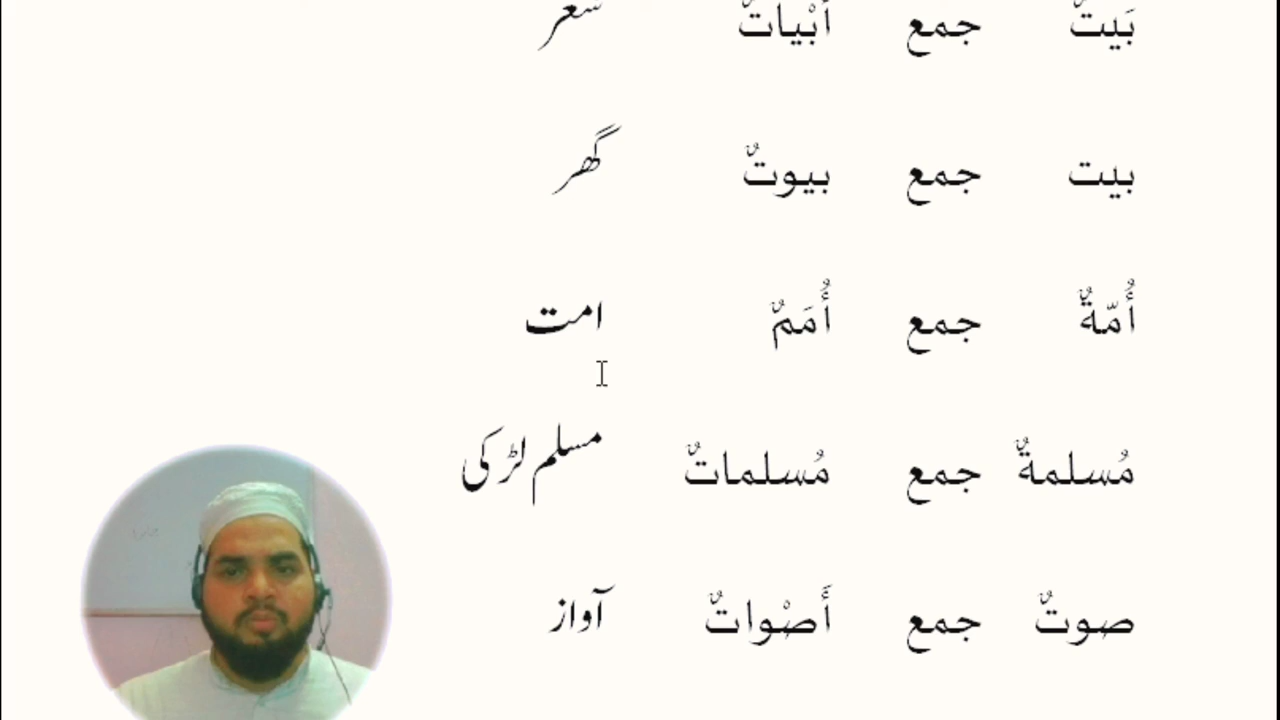 بَيتٌ جمع أبْياتٌ شعر
بيت جمع بيوتٌ گھر
أُمّةٌ جمع أُمَمٌ امت
مُسلمةٌ جمع مُسلماتٌ مسلم لڑکی
صوتٌ جمع أَصْواتٌ آواز